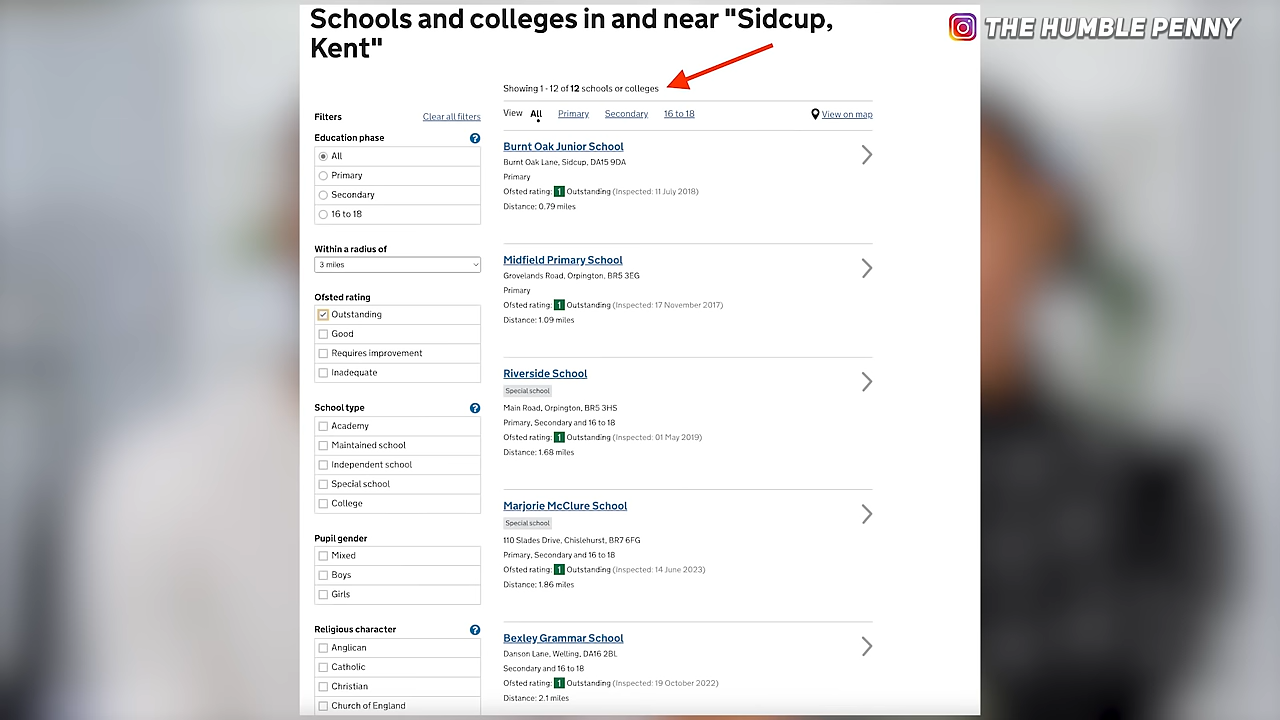 Schools and colleges in and near "Sidcup,
Kent"
THE HUMBLE PENNY
Showing 1 - 12 of 12 schools or colleges
View All Primary Secondary 16 to 18 View on map
Filters Clear all filters
Education phase ?
All
Primary
Secondary
16 to 18
Within a radius of
3 miles
Ofsted rating
Outstanding
Good
Requires improvement
Inadequate
School type ?
Academy
Maintained school
Independent school
Special school
College
Pupil gender
Mixed
Boys
Girls
Religious character ?
Anglican
Catholic
Christian
Church of England
Burnt Oak Junior School
Burnt Oak Lane, Sidcup, DA15 9DA
Primary
Ofsted rating: 1 Outstanding (Inspected: 11 July 2018)
Distance: 0.79 miles
Midfield Primary School
Grovelands Road, Orpington, BR5 3EG
Primary
Ofsted rating: 1 Outstanding (Inspected: 17 November 2017)
Distance: 1.09 miles
Riverside School
Special school
Main Road, Orpington, BR5 3HS
Primary, Secondary and 16 to 18
Ofsted rating: 1 Outstanding (Inspected: 01 May 2019)
Distance: 1.68 miles
Marjorie McClure School
Special school
110 Slades Drive, Chislehurst, BR7 6FG
Primary, Secondary and 16 to 18
Ofsted rating: 1 Outstanding (Inspected: 14 June 2023)
Distance: 1.86 miles
Bexley Grammar School
Danson Lane, Welling, DA16 2BL
Secondary and 16 to 18
Ofsted rating: 1 Outstanding (Inspected: 19 October 2022)
Distance: 2.1 miles